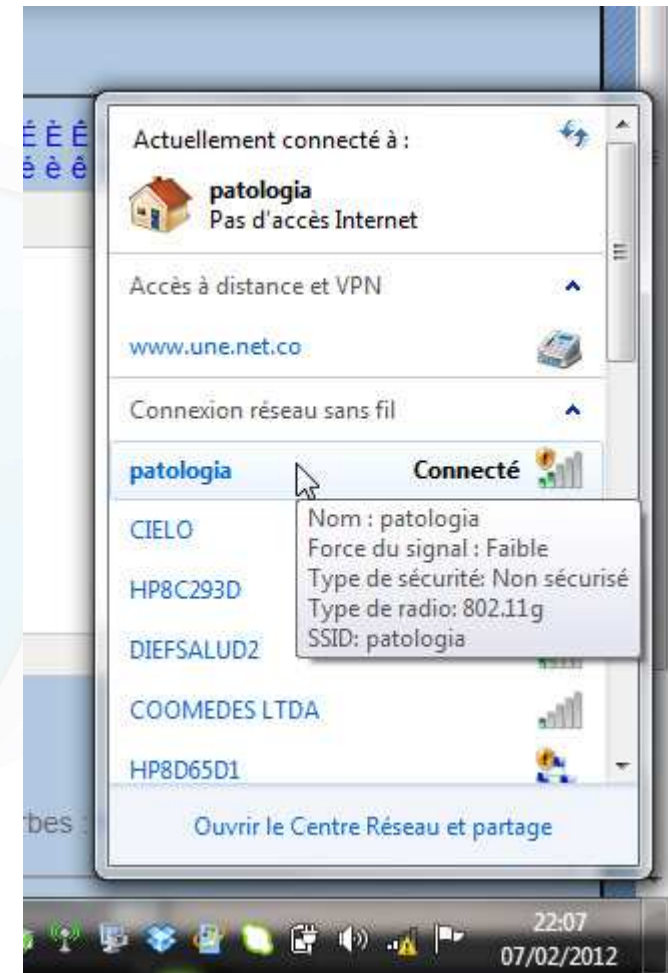 É È Ê
é è ê
Actuellement connecté à :
patologia
Pas d'accès Internet
Accès à distance et VPN
www.une.net.co
Connexion réseau sans fil
patologia Connecté
CIELO
HP8C293D
DIEFSALUD2
COOMEDES LTDA
HP8D65D1
Nom : patologia
Force du signal : Faible
Type de sécurité: Non sécurisé
Type de radio: 802.11g
SSID: patologia
rbes :
Ouvrir le Centre Réseau et partage
22:07
07/02/2012